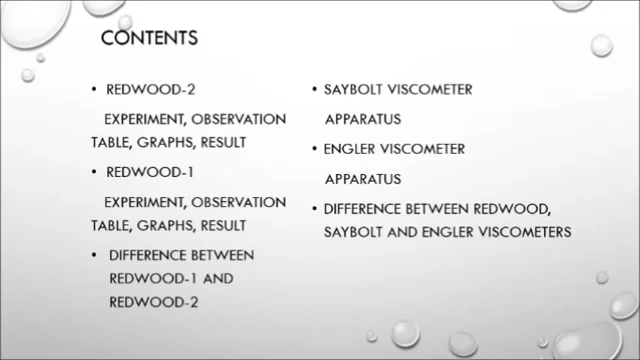 CONTENTS
• REDWOOD-2
EXPERIMENT, OBSERVATION
TABLE, GRAPHS, RESULT
• REDWOOD-1
EXPERIMENT, OBSERVATION
TABLE, GRAPHS, RESULT
• DIFFERENCE BETWEEN
REDWOOD-1 AND
REDWOOD-2
• SAYBOLT VISCOMETER
APPARATUS
• ENGLER VISCOMETER
APPARATUS
• DIFFERENCE BETWEEN REDWOOD,
SAYBOLT AND ENGLER VISCOMETERS